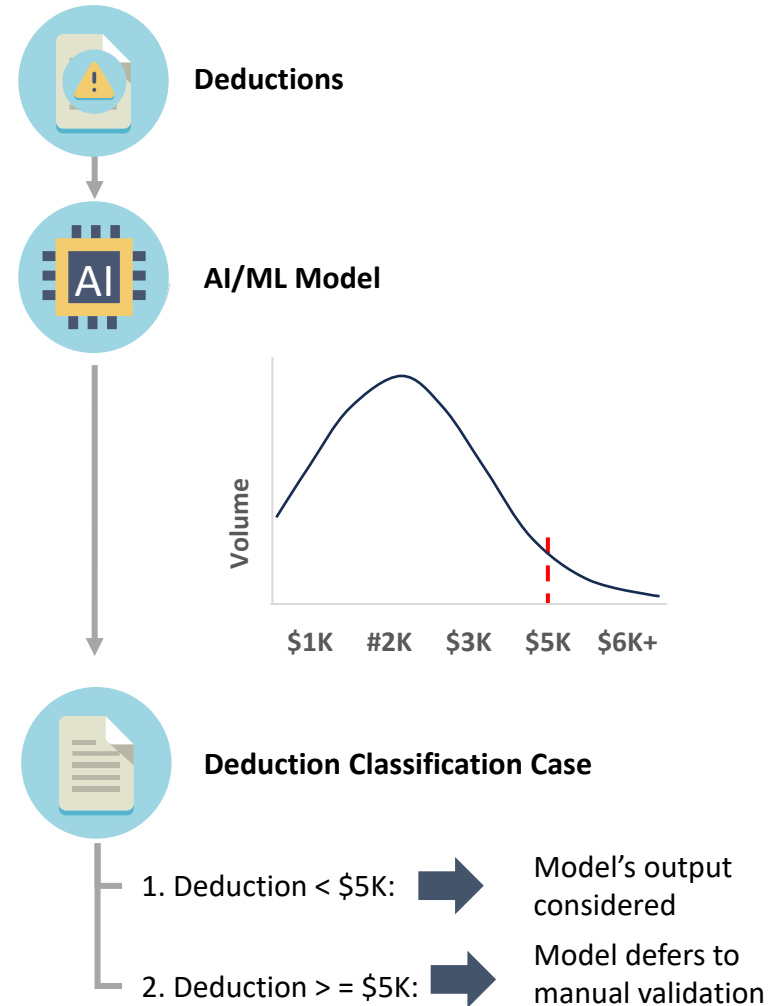 Deductions
AI
AI/ML Model
Volume
$1K #2K $3K $5K $6K+
Deduction Classification Case
1. Deduction < $5K:
Model's output
considered
2. Deduction > = $5K:
Model defers to
manual validation